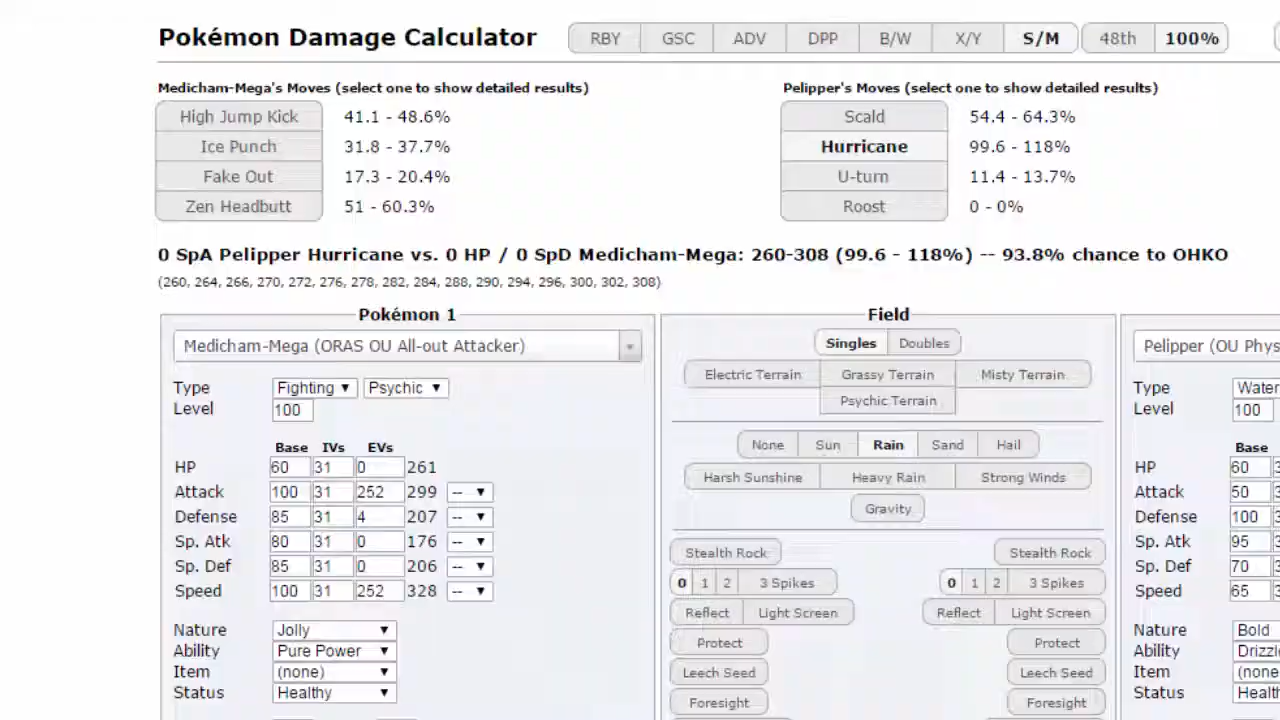 Pokémon Damage Calculator RBY GSC ADV DPP B/W X/Y S/M 48th 100%
Medicham-Mega's Moves (select one to show detailed results) Pelipper's Moves (select one to show detailed results)
High Jump Kick 41.1 - 48.6% Scald 54.4 - 64.3%
Ice Punch 31.8 - 37.7% Hurricane 99.6 - 118%
Fake Out 17.3 - 20.4% U-turn 11.4 - 13.7%
Zen Headbutt 51 - 60.3% Roost 0 - 0%
0 SpA Pelipper Hurricane vs. 0 HP / 0 SpD Medicham-Mega: 260-308 (99.6 - 118%) -- 93.8% chance to OHKO
(260, 264, 266, 270, 272, 276, 278, 282, 284, 288, 290, 294, 296, 300, 302, 308)
Pokémon 1
Medicham-Mega (ORAS OU All-out Attacker)
Type Fighting Psychic
Level 100
Base IVs EVs
HP 60 31 0 261
Attack 100 31 252 299 --
Defense 85 31 4 207 --
Sp. Atk 80 31 0 176 --
Sp. Def 85 31 0 206 --
Speed 100 31 252 328 --
Nature Jolly
Ability Pure Power
Item (none)
Status Healthy
Field
Singles Doubles
Electric Terrain Grassy Terrain Misty Terrain
Psychic Terrain
None Sun Rain Sand Hail
Harsh Sunshine Heavy Rain Strong Winds
Gravity
Stealth Rock Stealth Rock
0 1 2 3 Spikes 0 1 2 3 Spikes
Reflect Light Screen Reflect Light Screen
Protect Protect
Leech Seed Leech Seed
Foresight Foresight
Pelipper (OU Phys
Type Water
Level 100
Base
HP 60
Attack 50
Defense 100
Sp. Atk 95
Sp. Def 70
Speed 65
Nature Bold
Ability Drizzl
Item (none
Status Health